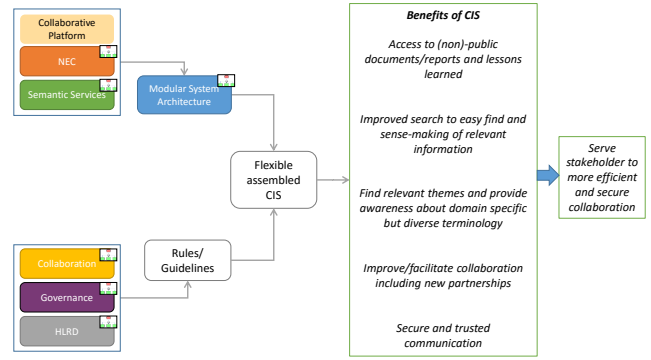 Collaborative
Platform
NEC
Semantic Services
Modular System
Architecture
Flexible
assembled
CIS
Rules/
Guidelines
Collaboration
Governance
HLRD
Benefits of CIS
Access to (non)-public
documents/reports and lessons
learned
Improved search to easy find and
sense-making of relevant
information
Find relevant themes and provide
awareness about domain specific
but diverse terminology
Improve/facilitate collaboration
including new partnerships
Secure and trusted
communication
Serve
stakeholder to
more efficient
and secure
collaboration